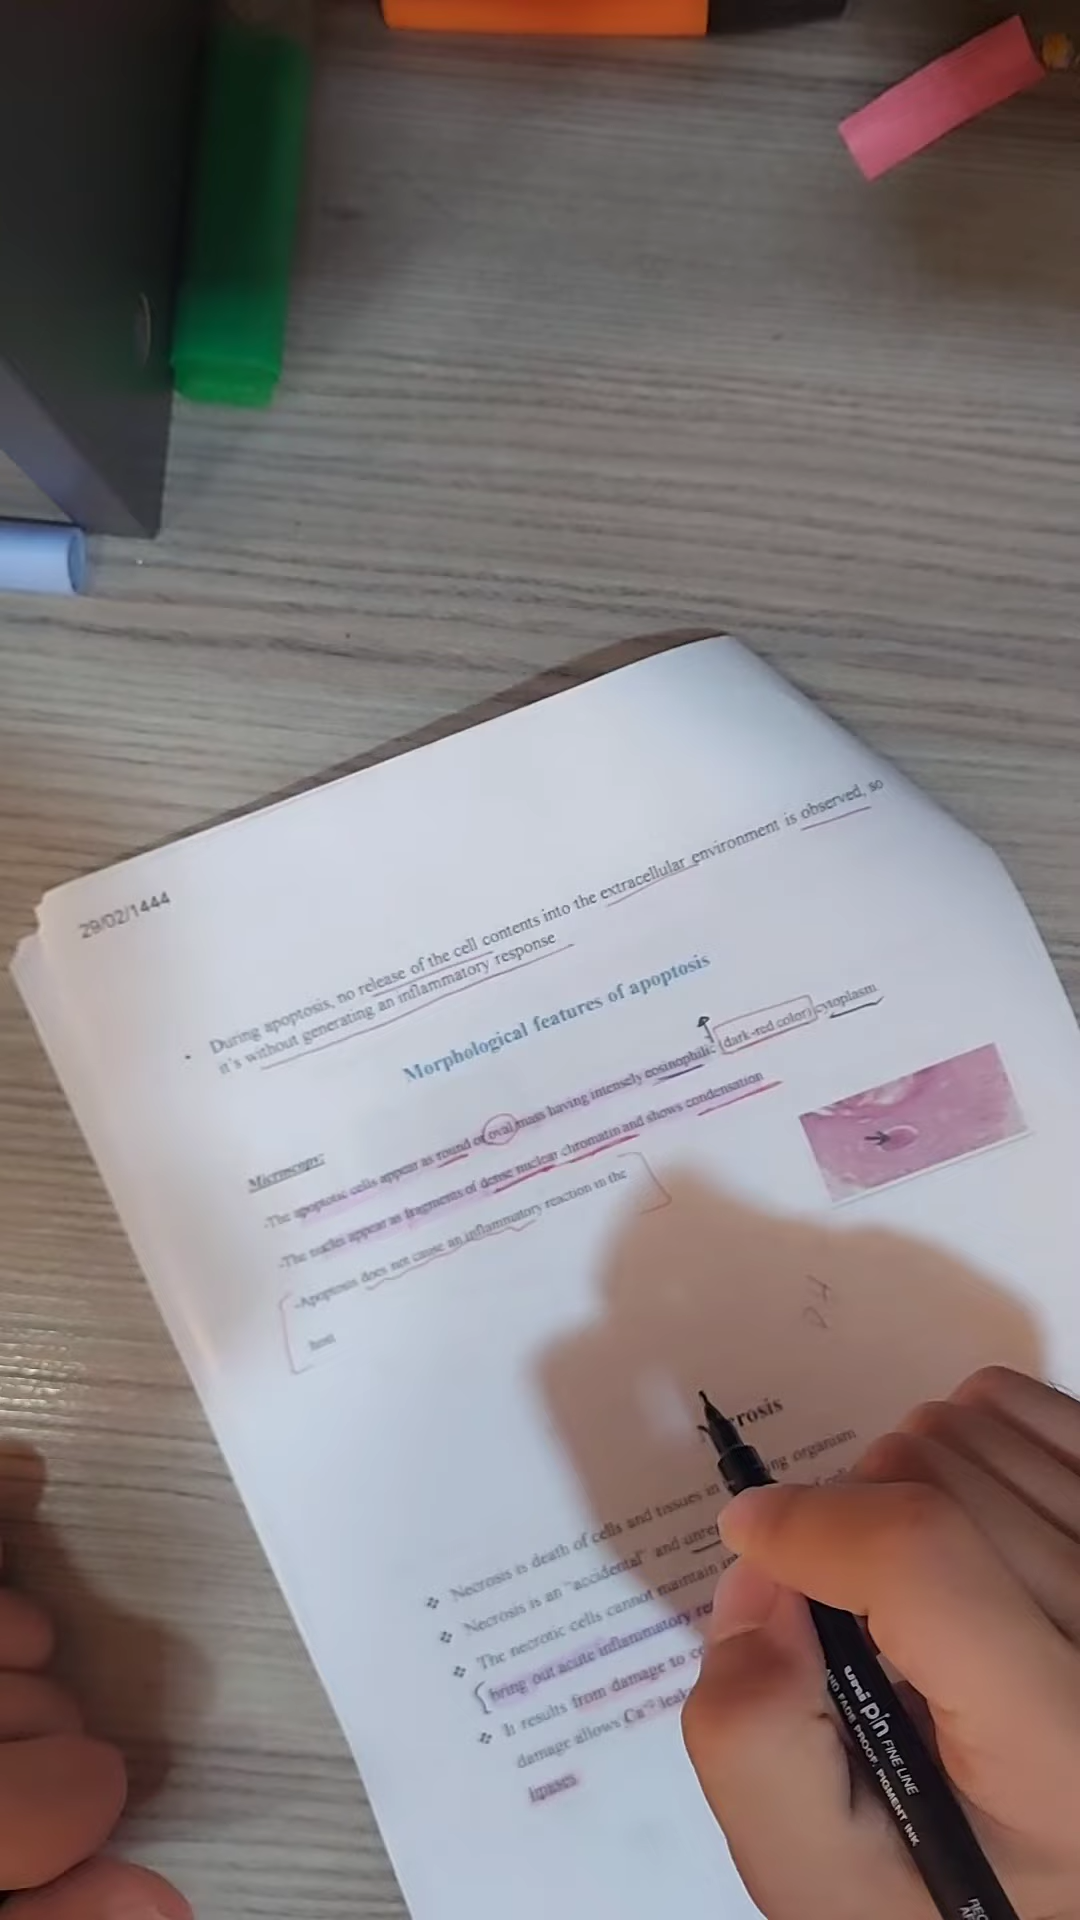 29/02/1444
• During apoptosis, no release of the cell contents into the extracellular environment is observed, so
it's without generating an inflammatory response
Morphological features of apoptosis
Microscopy:
-The apoptotic cells appear as round or oval mass having intensely eosinophilic (dark-red color) cytoplasm
-The nuclei appear as fragments of dense nuclear chromatin and shows condensation
-Apoptosis does not cause an inflammatory reaction in the
host
Necrosis
❖ Necrosis is death of cells and tissues in organism
❖ Necrosis is an "accidental" and
❖ The necrotic cells cannot maintain
bring out acute inflammatory
❖ It results from damage to
damage allows Ca+2
lipases
uni pin FINE LINE
AND FADE PROOF, PIGMENT INK